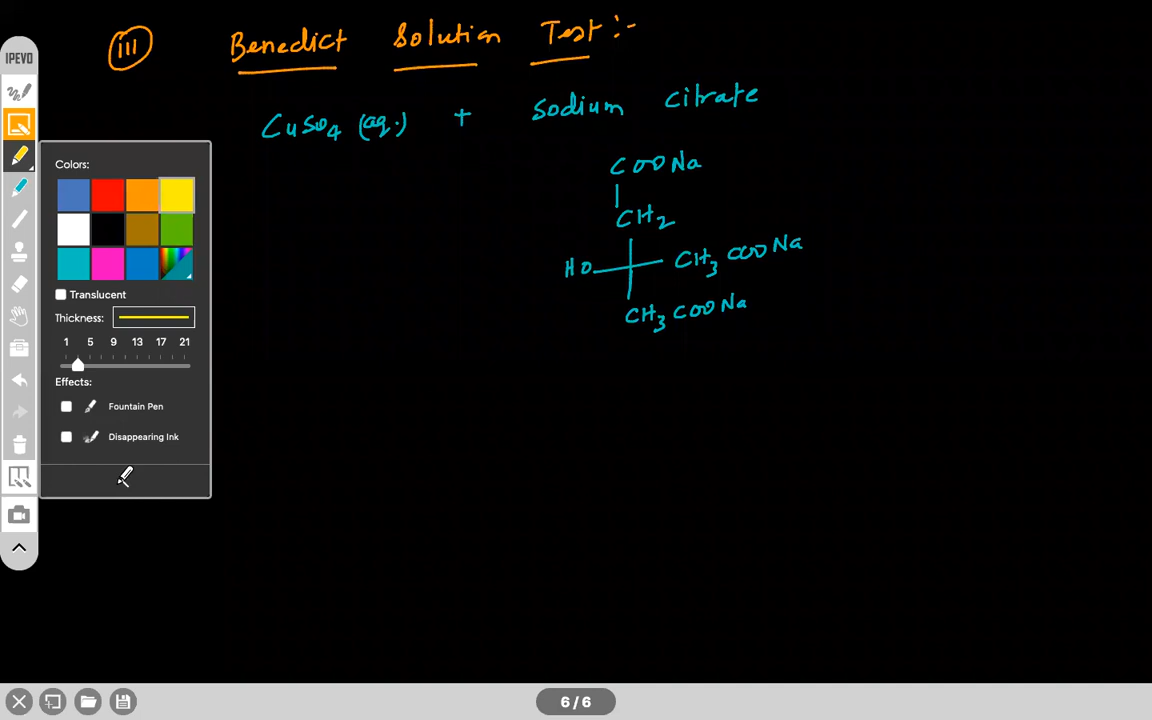 (iii) Benedict Solution Test :-
CuSO4 (aq.) + Sodium Citrate
COONa
CH2
HO CH3 COONa
CH3 COONa
IPEVO
Colors:
Translucent
Thickness:
1 5 9 13 17 21
Effects:
Fountain Pen
Disappearing Ink
6/6